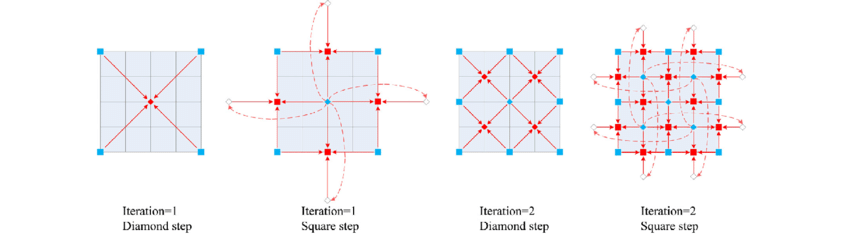 Iteration=1
Diamond step
Iteration=1
Square step
Iteration=2
Diamond step
Iteration=2
Square step